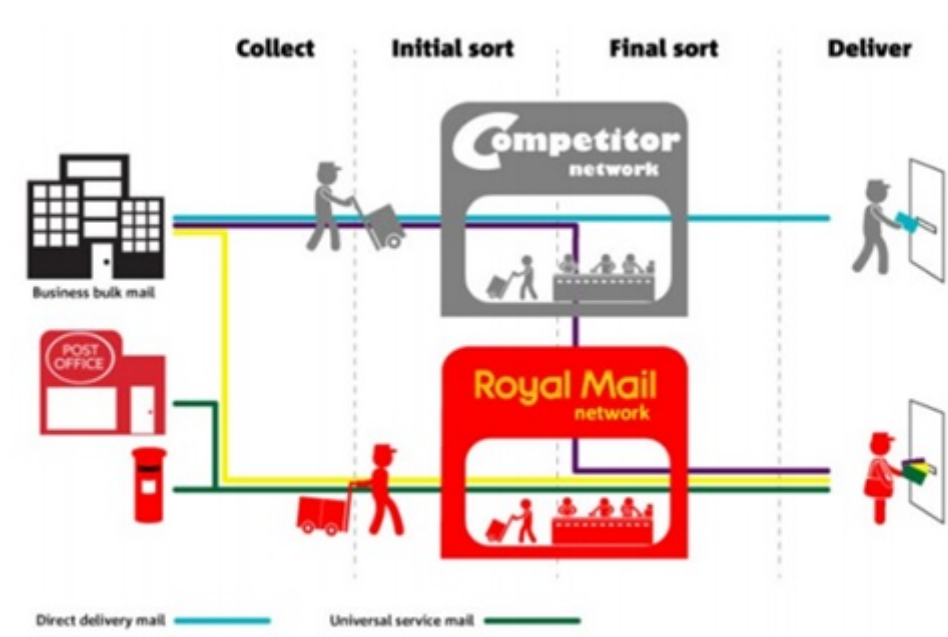 Collect Initial sort Final sort Deliver
Competitor
network
Business bulk mail
POST
OFFICE
Royal Mail
network
Direct delivery mail Universal service mail